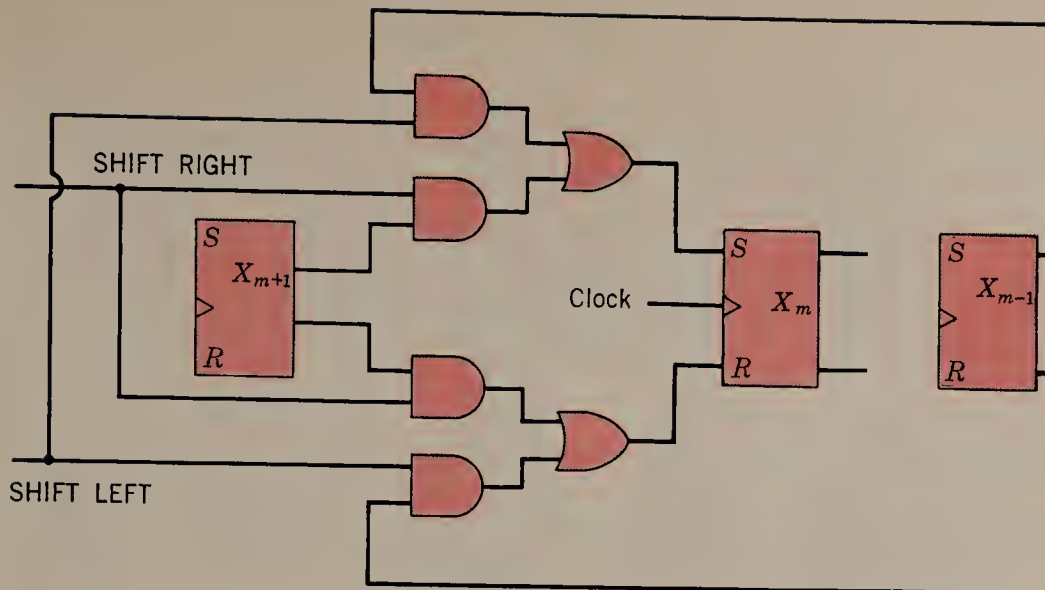 SHIFT RIGHT
S
X_{m+1}
R
Clock
S
X_m
R
S
X_{m-1}
R
SHIFT LEFT